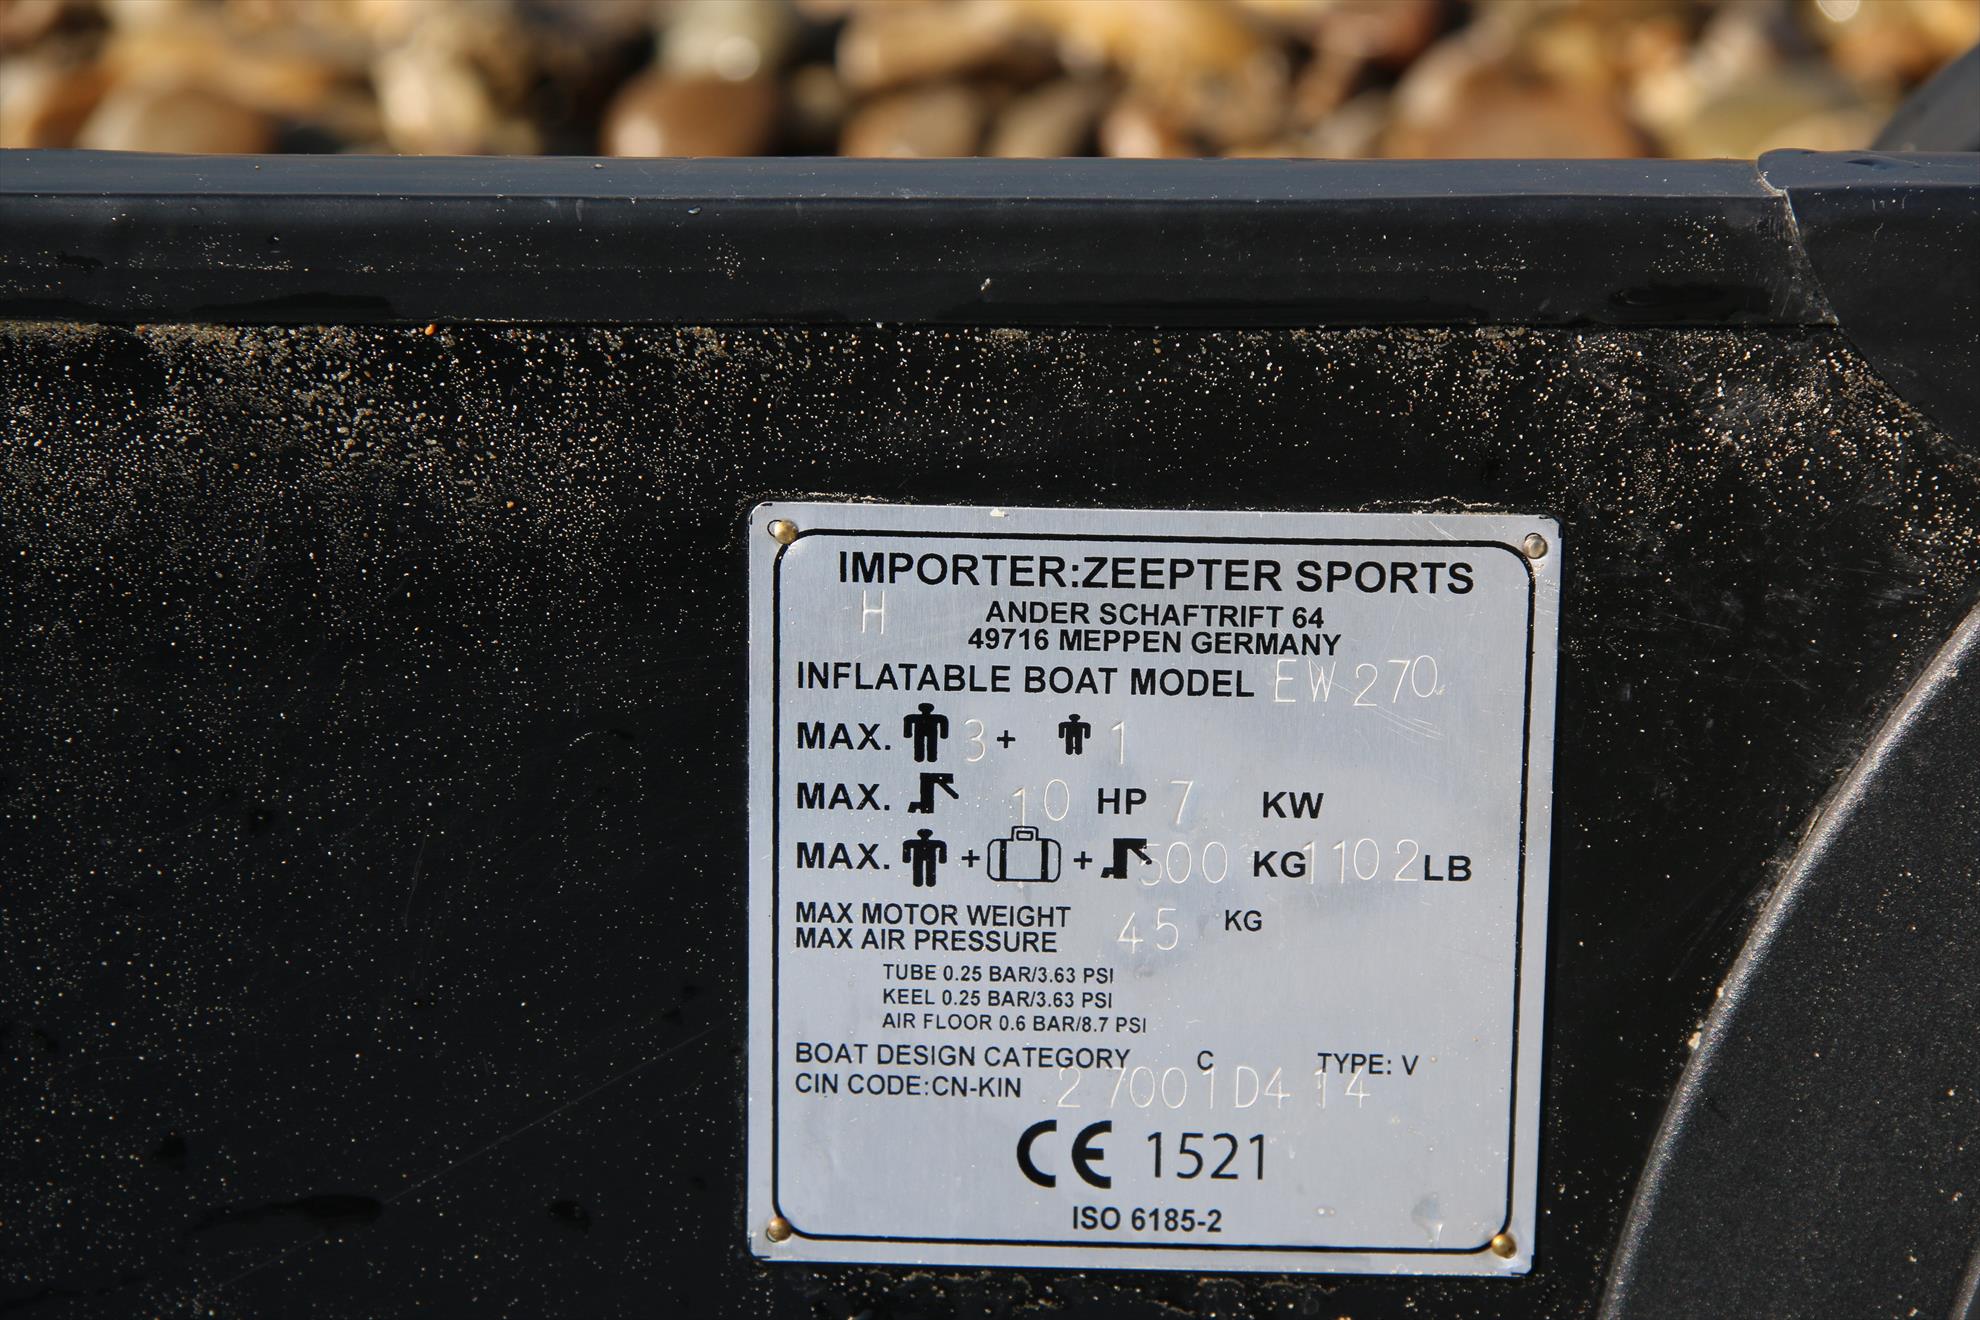 IMPORTER:ZEEPTER SPORTS
H ANDER SCHAFTRIFT 64
49716 MEPPEN GERMANY
INFLATABLE BOAT MODEL EW270
MAX. 3 + 1
MAX. 10 HP 7 KW
MAX. + + 500 KG 1102 LB
MAX MOTOR WEIGHT 45 KG
MAX AIR PRESSURE
TUBE 0.25 BAR/3.63 PSI
KEEL 0.25 BAR/3.63 PSI
AIR FLOOR 0.6 BAR/8.7 PSI
BOAT DESIGN CATEGORY C TYPE: V
CIN CODE:CN-KIN 27001D414
CE 1521
ISO 6185-2